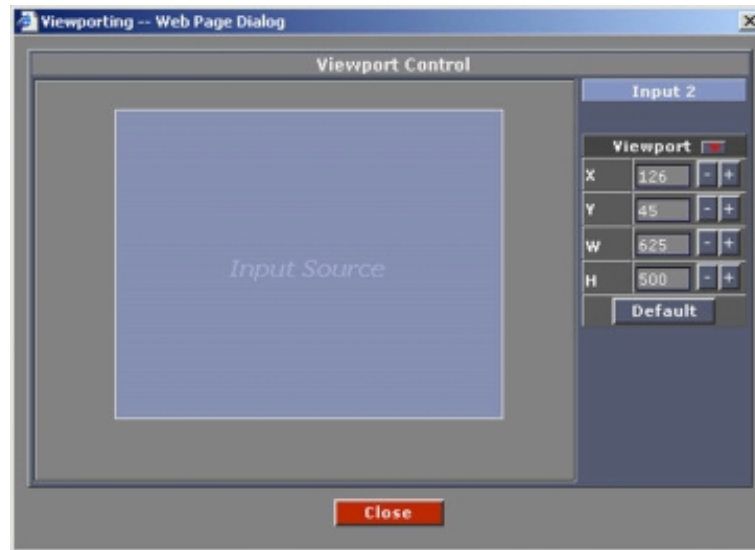 Viewporting -- Web Page Dialog
Viewport Control
Input Source
Input 2
Viewport
X 126 - +
Y 45 - +
W 625 - +
H 500 - +
Default
Close